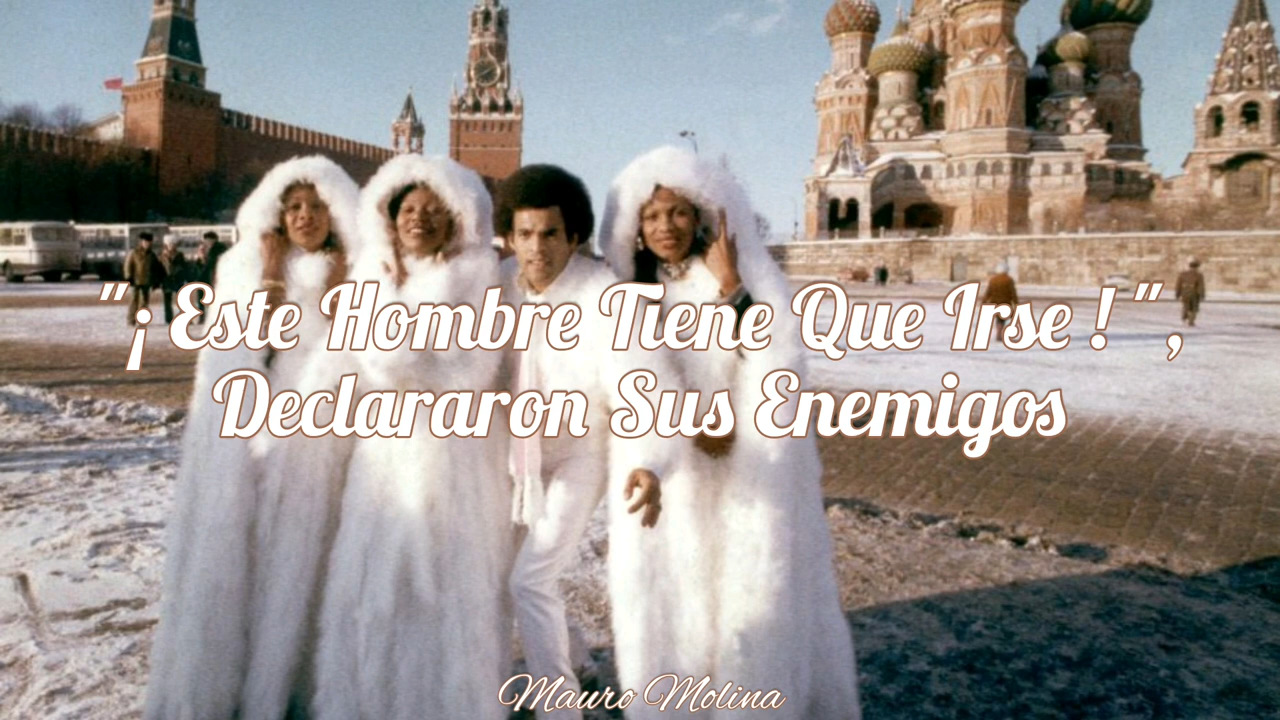 "¡ Este Hombre Tiene Que Irse ! ",
Declararon Sus Enemigos
Mauro Molina